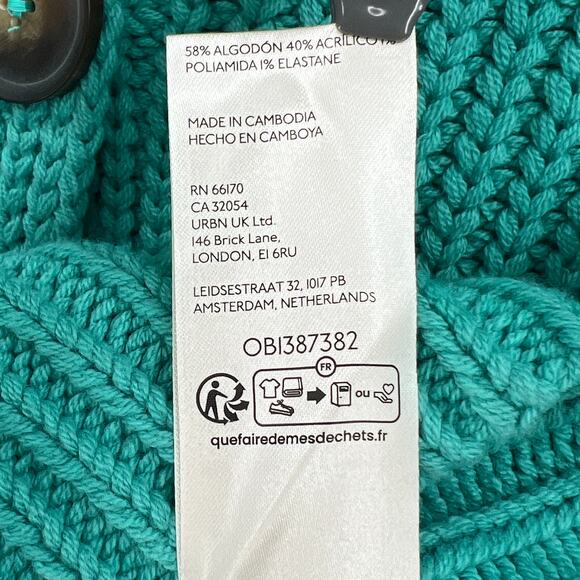 58% ALGODÓN 40% ACRÍLICO 1%
POLIAMIDA 1% ELASTANE
MADE IN CAMBODIA
HECHO EN CAMBOYA
RN 66170
CA 32054
URBN UK Ltd.
146 Brick Lane,
LONDON, E1 6RU
LEIDSESTRAAT 32, 1017 PB
AMSTERDAM, NETHERLANDS
OB1387382
FR
ou
quefairedemesdechets.fr